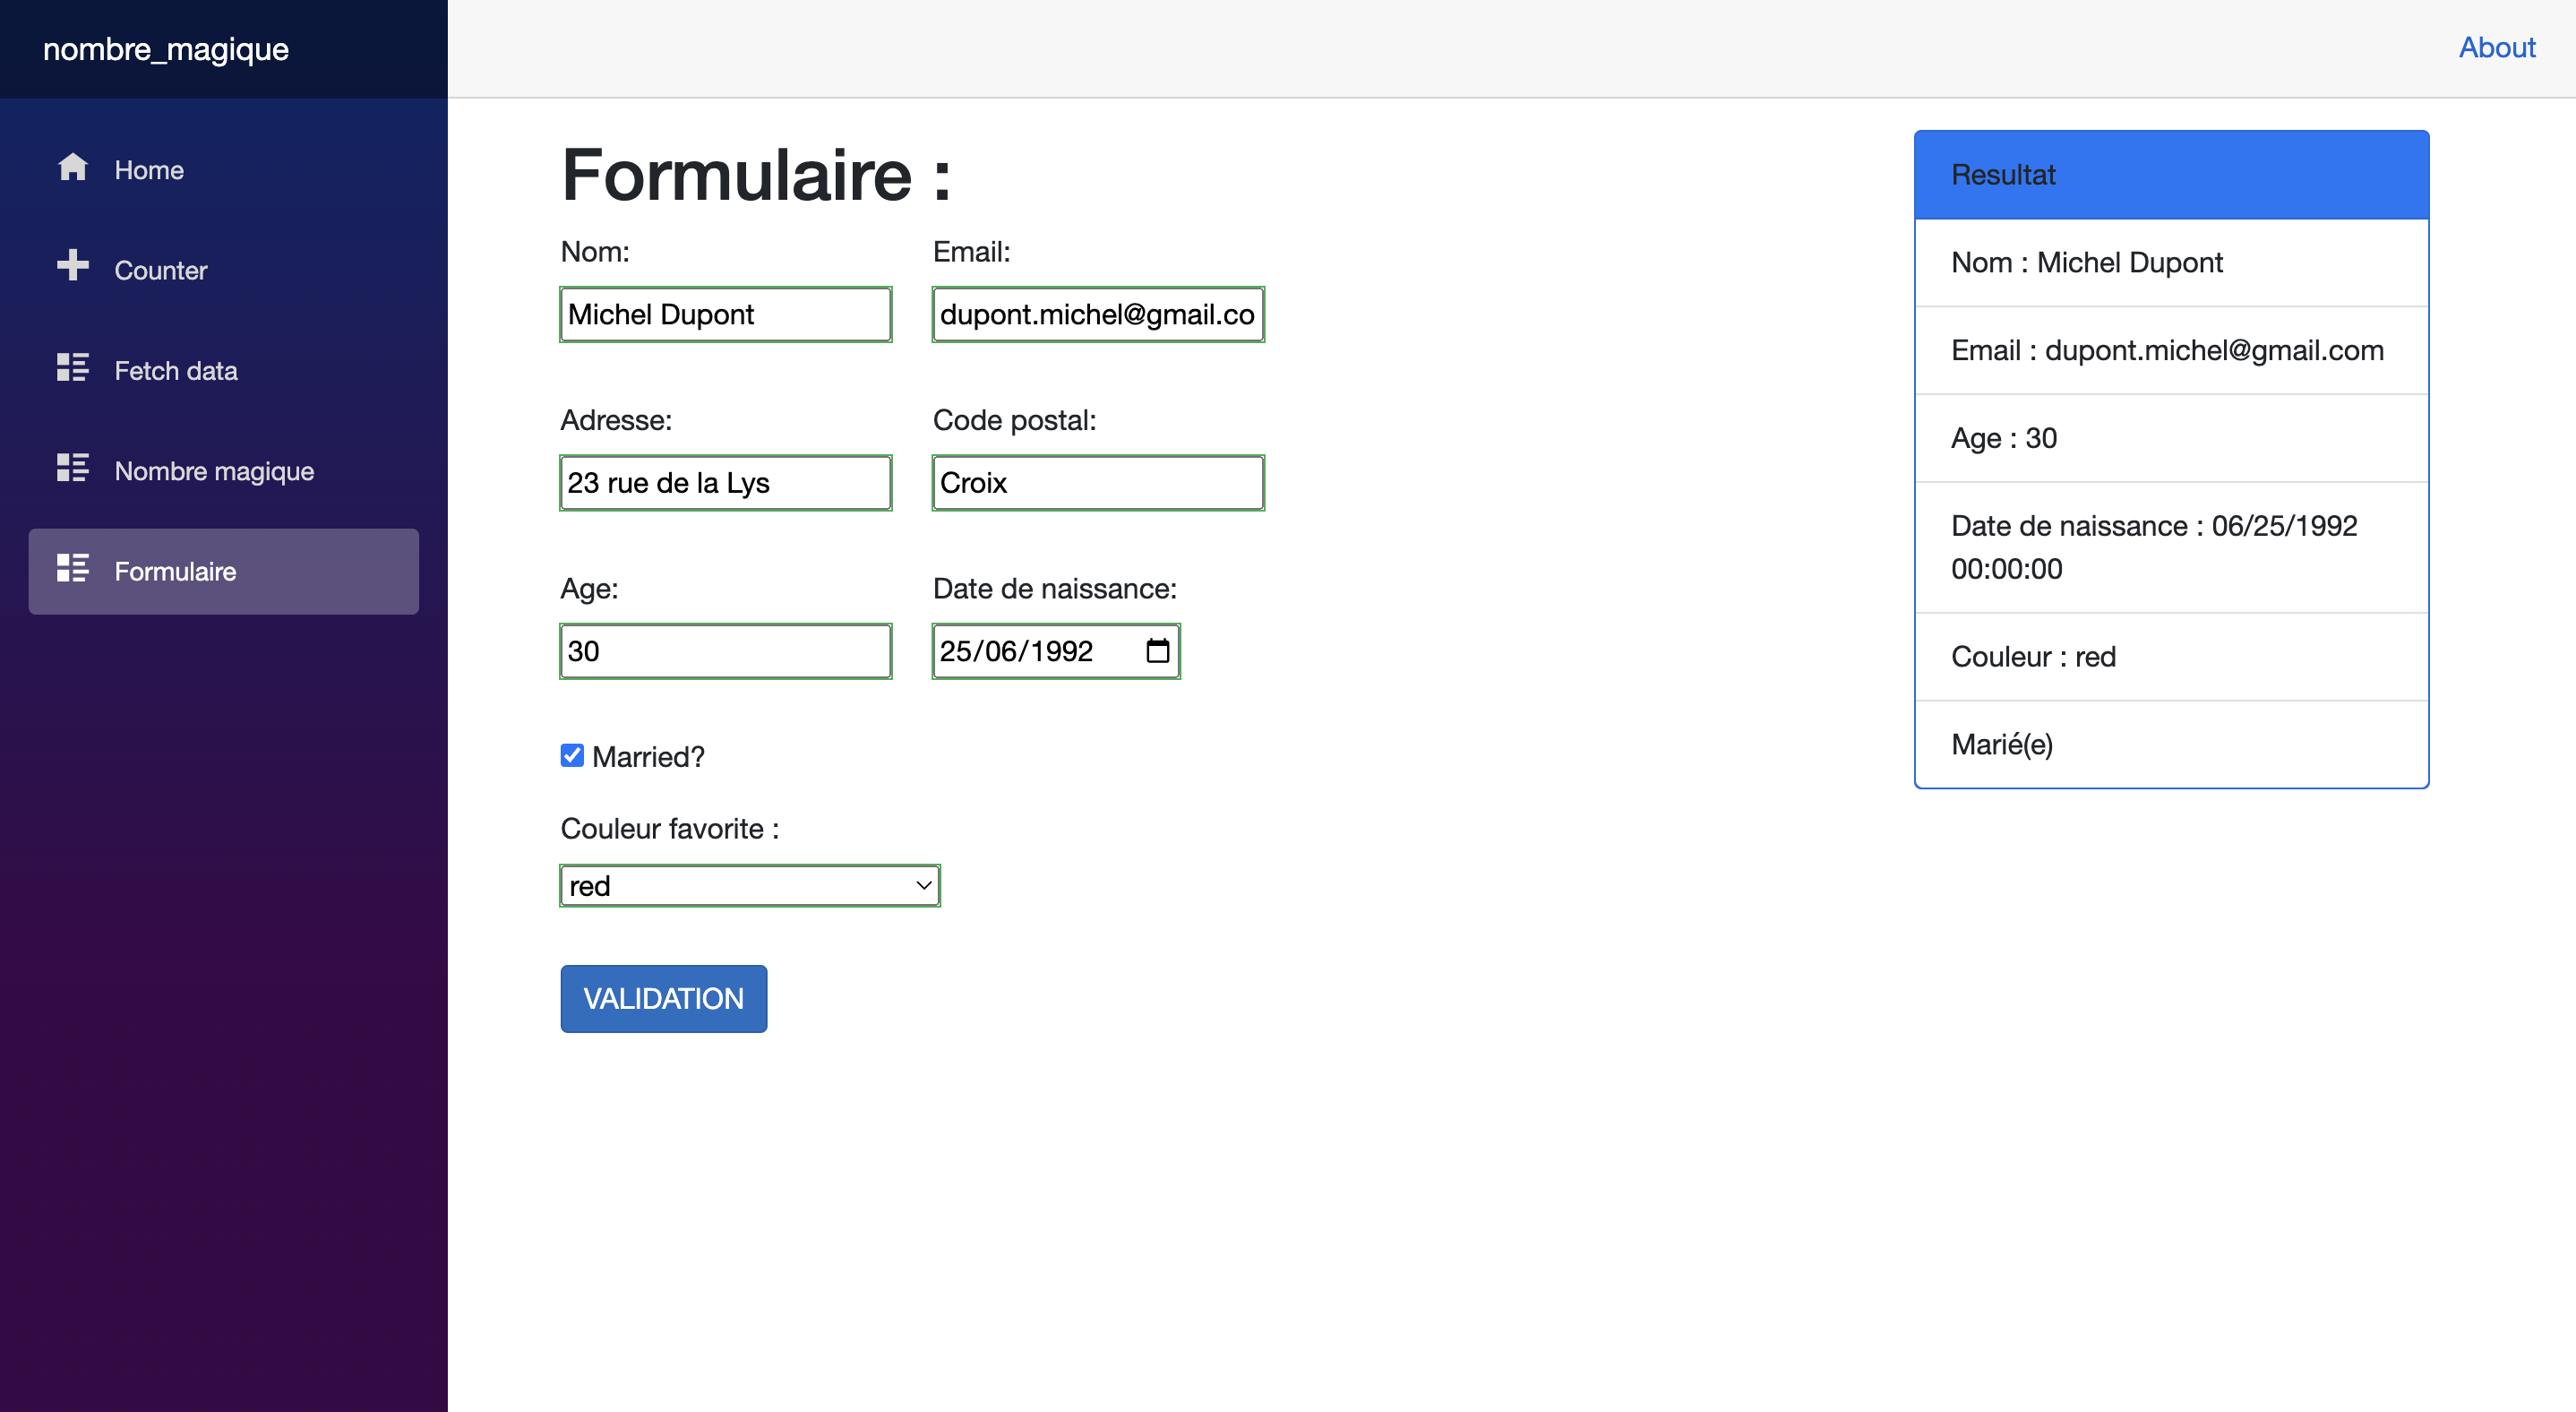 nombre_magique
About
Home
Counter
Fetch data
Nombre magique
Formulaire
Formulaire :
Nom:
Email:
Michel Dupont
dupont.michel@gmail.co
Adresse:
Code postal:
23 rue de la Lys
Croix
Age:
Date de naissance:
30
25/06/1992
Married?
Couleur favorite :
red
VALIDATION
Resultat
Nom : Michel Dupont
Email : dupont.michel@gmail.com
Age : 30
Date de naissance : 06/25/1992
00:00:00
Couleur : red
Marié(e)